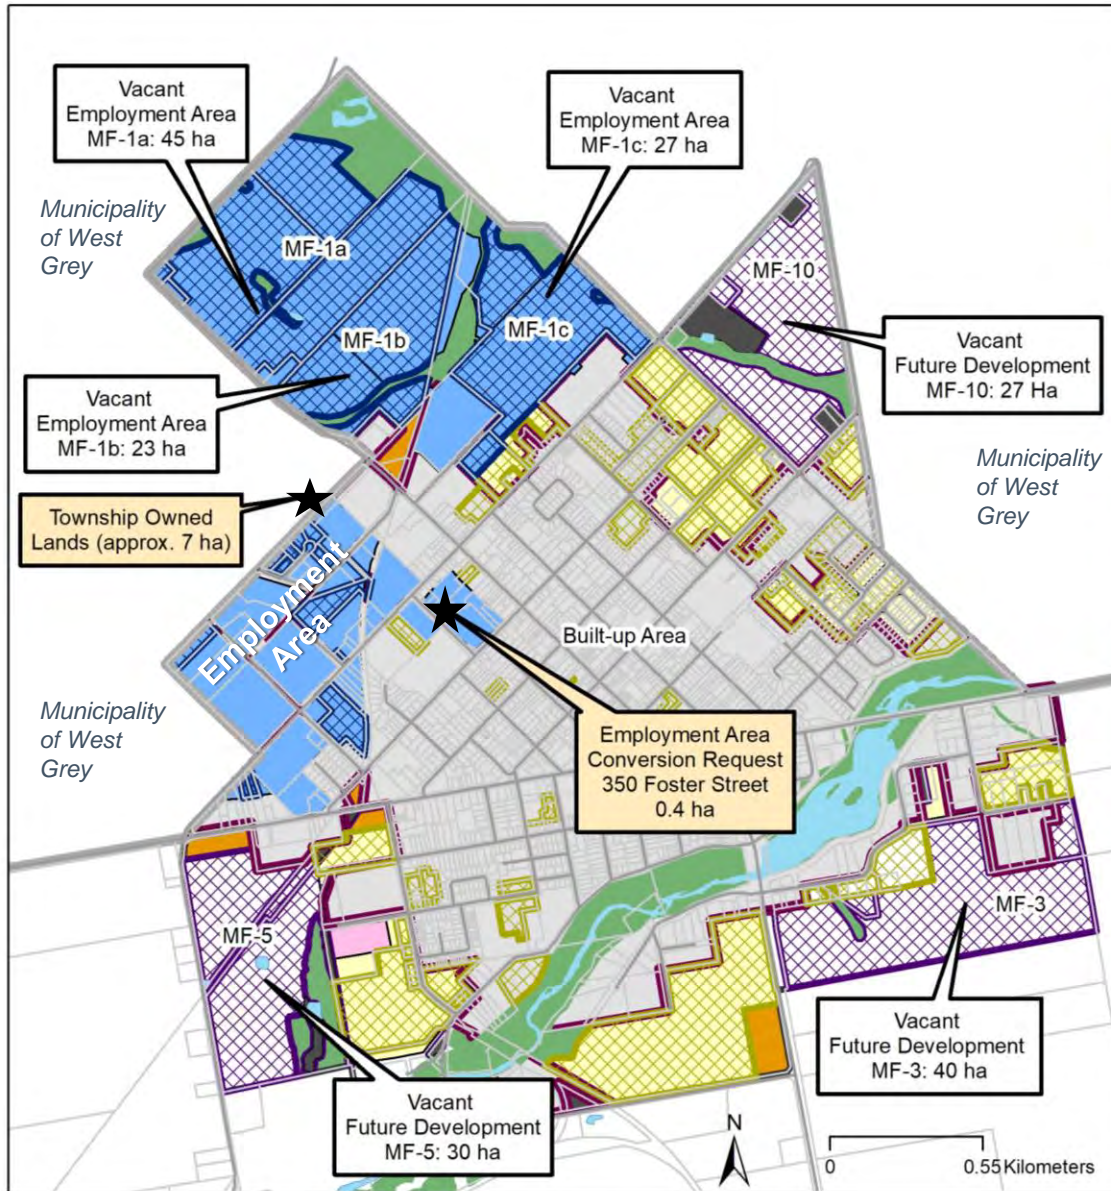 Vacant
Employment Area
MF-1a: 45 ha
Vacant
Employment Area
MF-1c: 27 ha
Municipality
of West
Grey
MF-1a
MF-10
MF-1b
MF-1c
Vacant
Future Development
MF-10: 27 Ha
Vacant
Employment Area
MF-1b: 23 ha
Municipality
of West
Grey
Township Owned
Lands (approx. 7 ha)
Employment
Area
Built-up Area
Municipality
of West
Grey
Employment Area
Conversion Request
350 Foster Street
0.4 ha
MF-5
MF-3
Vacant
Future Development
MF-3: 40 ha
Vacant
Future Development
MF-5: 30 ha
N
0 0.55 Kilometers